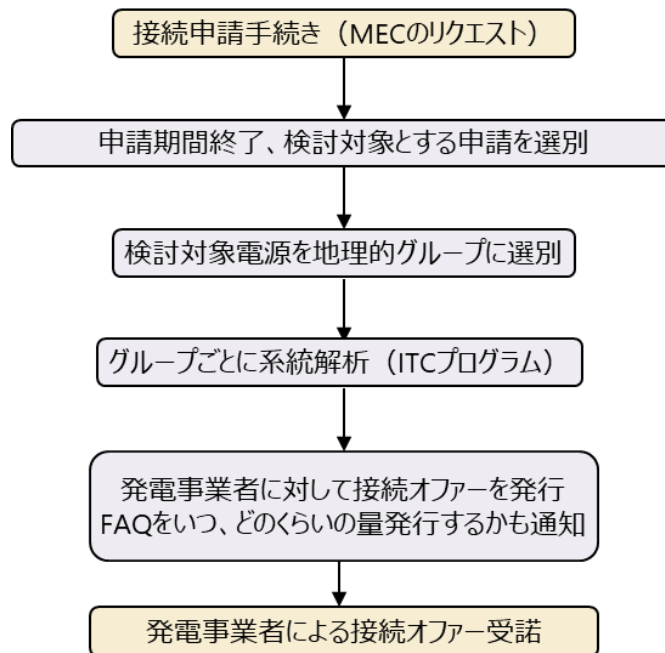 接続申請手続き（MECのリクエスト）
申請期間終了、検討対象とする申請を選別
検討対象電源を地理的グループに選別
グループごとに系統解析（ITCプログラム）
発電事業者に対して接続オファーを発行
FAQをいつ、どのくらいの量発行するかも通知
発電事業者による接続オファー受諾